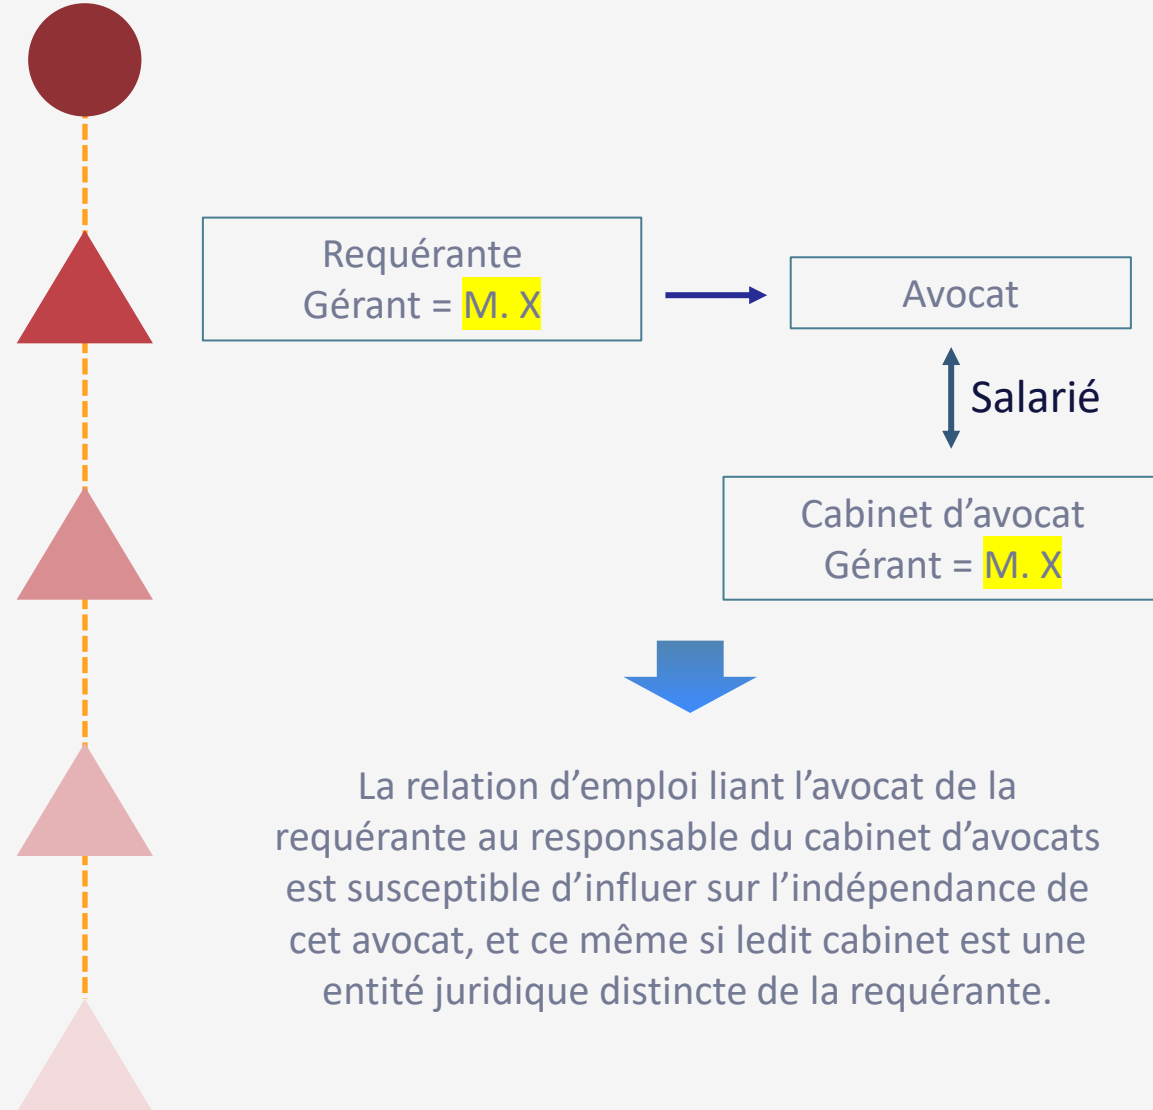 Requérante
Gérant = M. X
Avocat
Salarié
Cabinet d’avocat
Gérant = M. X
La relation d’emploi liant l’avocat de la
requérante au responsable du cabinet d’avocats
est susceptible d’influer sur l’indépendance de
cet avocat, et ce même si ledit cabinet est une
entité juridique distincte de la requérante.